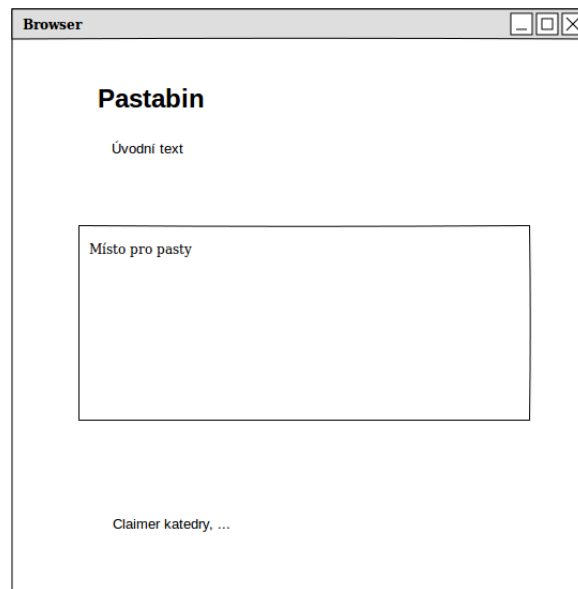 Browser
Pastabin
Úvodní text
Místo pro pasty
Claimer katedry, ...